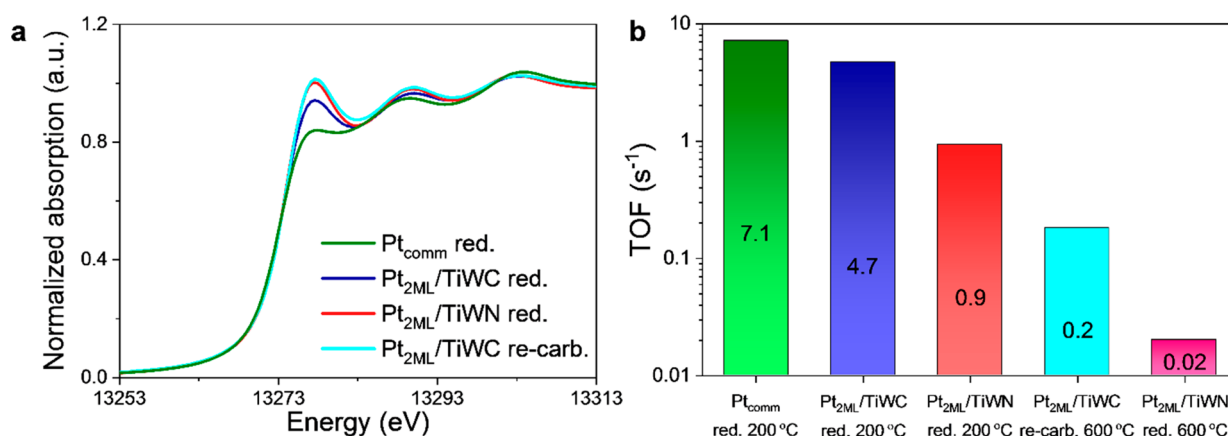 a
Normalized absorption (a.u.)
1.2
0.8
0.4
0.0
Pt_comm red.
Pt_2ML/TiWC red.
Pt_2ML/TiWN red.
Pt_2ML/TiWC re-carb.
13253 13273 13293 13313
Energy (eV)
b
TOF (s⁻¹)
10
1
0.1
0.01
7.1
4.7
0.9
0.2
0.02
Pt_comm Pt_2ML/TiWC Pt_2ML/TiWN Pt_2ML/TiWC Pt_2ML/TiWN
red. 200 °C red. 200 °C red. 200 °C re-carb. 600 °C red. 600 °C